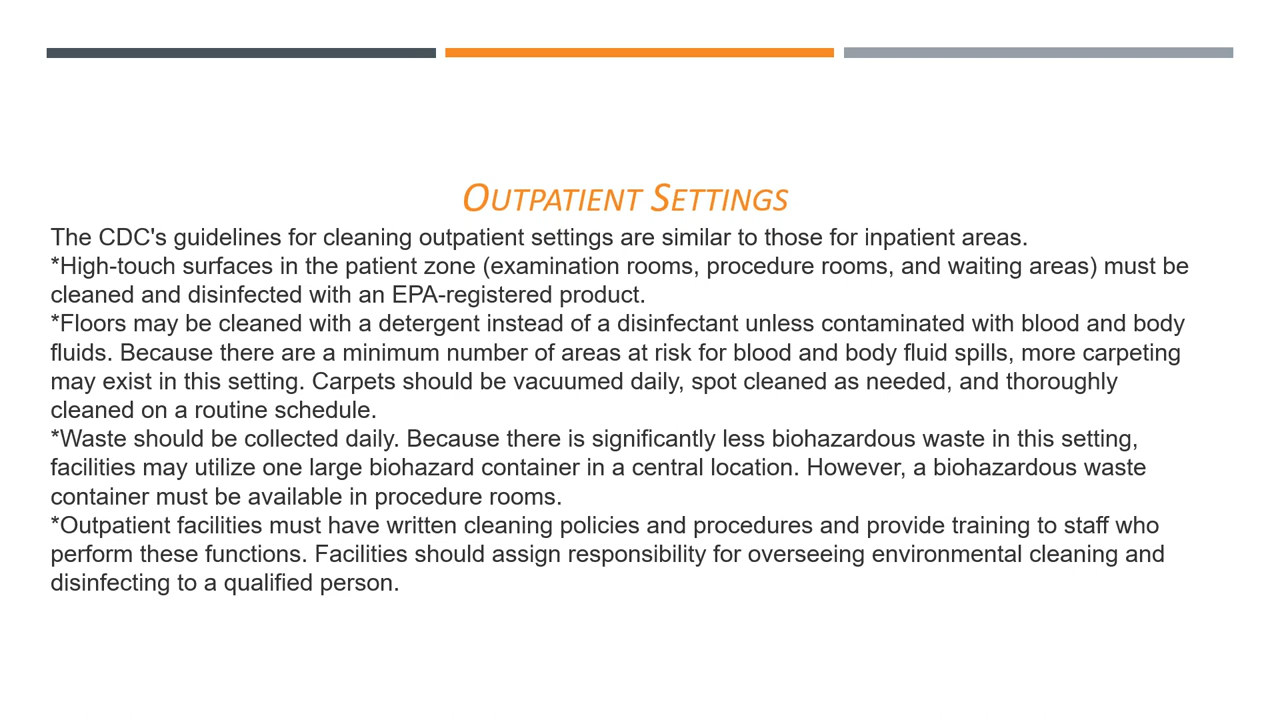 Outpatient Settings
The CDC's guidelines for cleaning outpatient settings are similar to those for inpatient areas.
*High-touch surfaces in the patient zone (examination rooms, procedure rooms, and waiting areas) must be
cleaned and disinfected with an EPA-registered product.
*Floors may be cleaned with a detergent instead of a disinfectant unless contaminated with blood and body
fluids. Because there are a minimum number of areas at risk for blood and body fluid spills, more carpeting
may exist in this setting. Carpets should be vacuumed daily, spot cleaned as needed, and thoroughly
cleaned on a routine schedule.
*Waste should be collected daily. Because there is significantly less biohazardous waste in this setting,
facilities may utilize one large biohazard container in a central location. However, a biohazardous waste
container must be available in procedure rooms.
*Outpatient facilities must have written cleaning policies and procedures and provide training to staff who
perform these functions. Facilities should assign responsibility for overseeing environmental cleaning and
disinfecting to a qualified person.